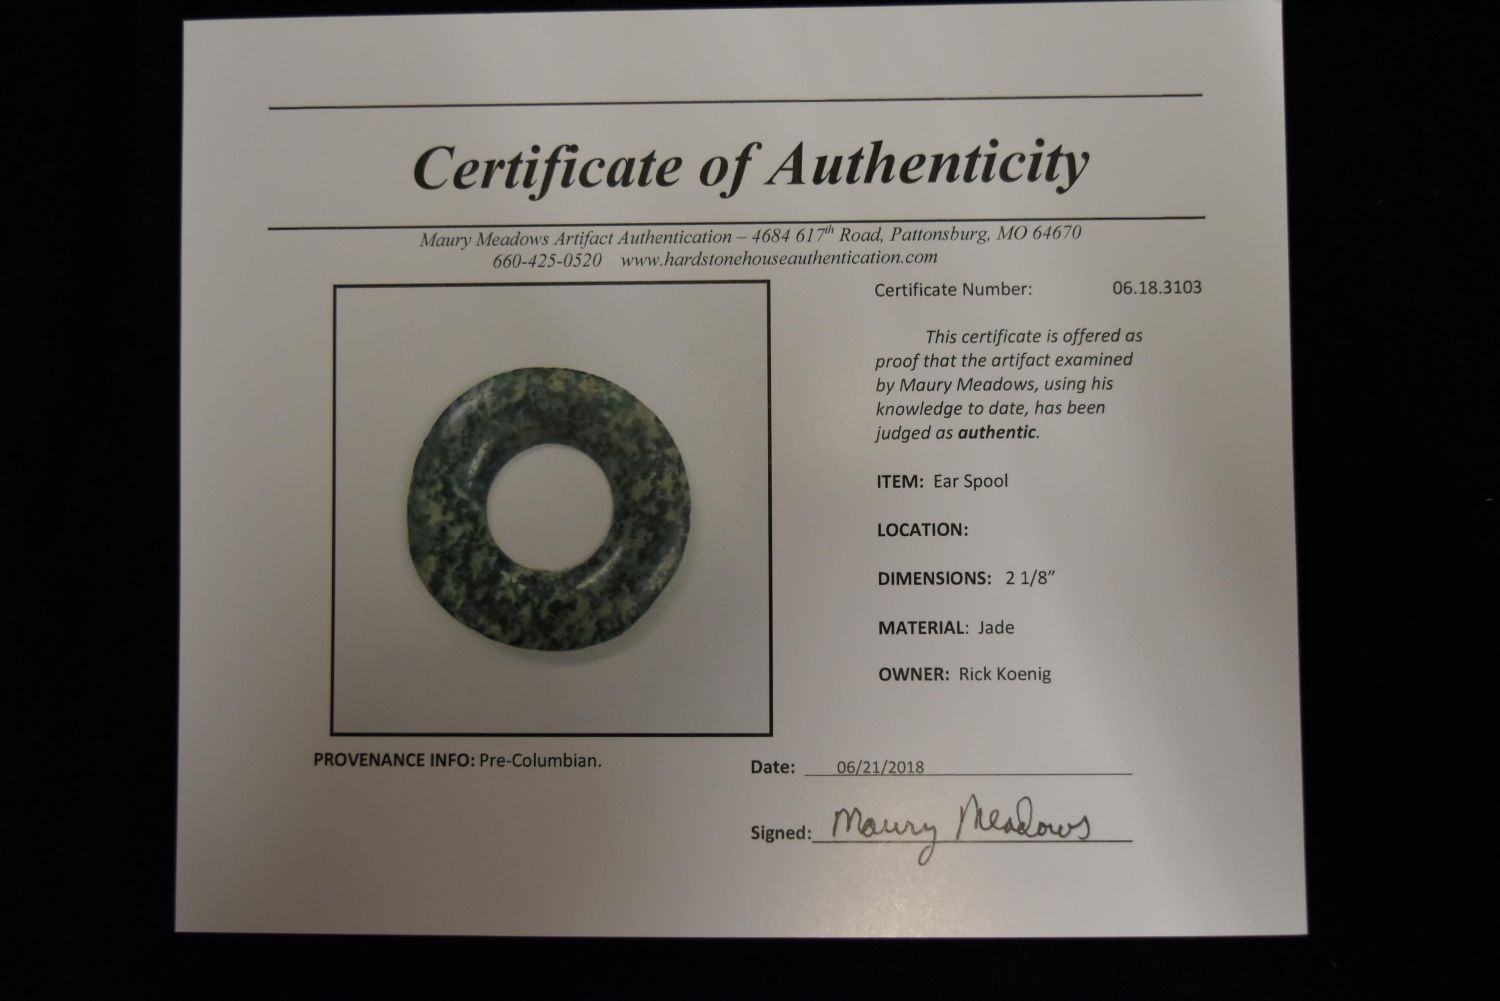 Certificate of Authenticity
Maury Meadows Artifact Authentication – 4684 617th Road, Pattonsburg, MO 64670
660-425-0520 www.hardstonehouseauthentication.com
Certificate Number: 06.18.3103
This certificate is offered as
proof that the artifact examined
by Maury Meadows, using his
knowledge to date, has been
judged as authentic.
ITEM: Ear Spool
LOCATION:
DIMENSIONS: 2 1/8”
MATERIAL: Jade
OWNER: Rick Koenig
PROVENANCE INFO: Pre-Columbian.
Date: 06/21/2018
Signed: Maury Meadows